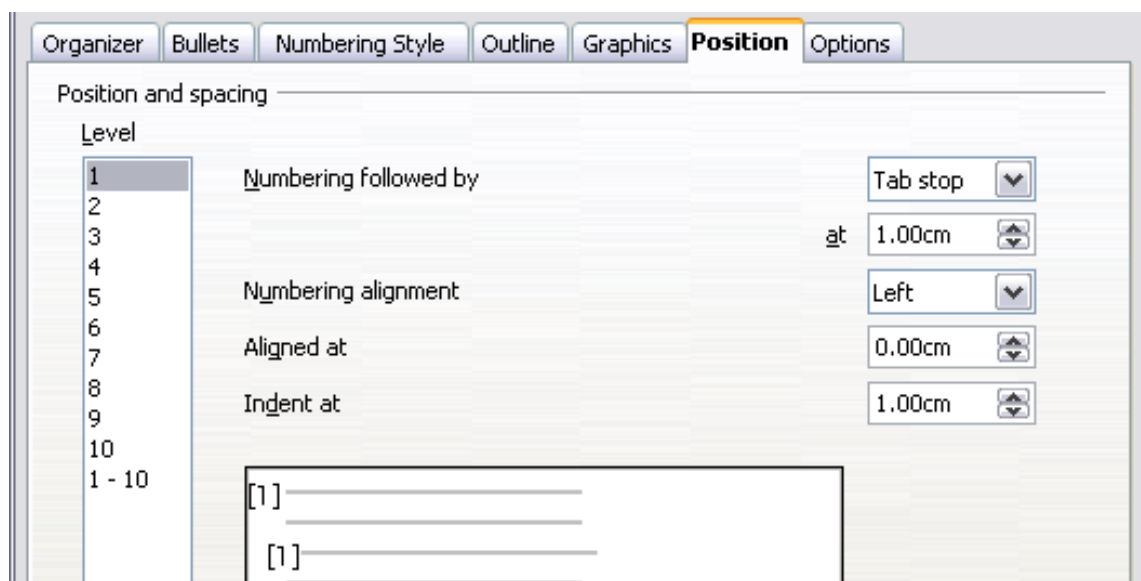 Organizer Bullets Numbering Style Outline Graphics Position Options
Position and spacing
Level
1 Numbering followed by Tab stop
2
3 at 1.00cm
4
5 Numbering alignment Left
6
7 Aligned at 0.00cm
8
9 Indent at 1.00cm
10
1 - 10
[1]
[1]